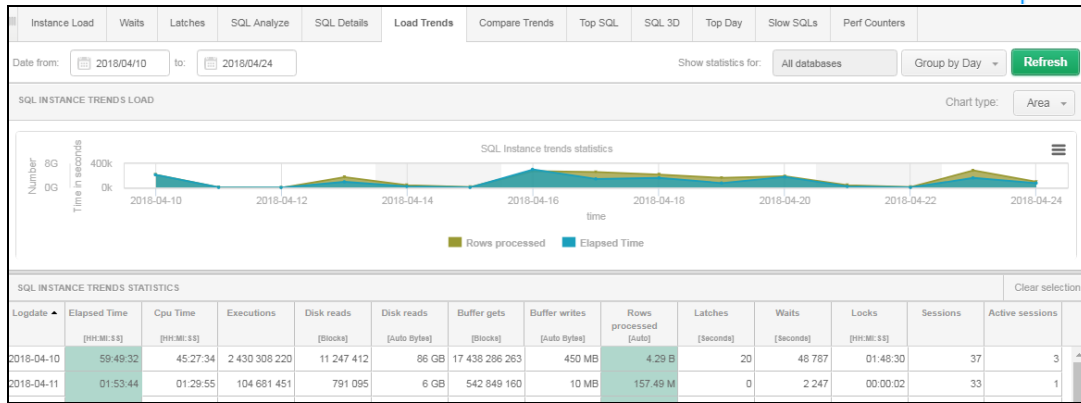 Instance Load Waits Latches SQL Analyze SQL Details Load Trends Compare Trends Top SQL SQL 3D Top Day Slow SQLs Perf Counters
Date from: 2018/04/10 to: 2018/04/24 Show statistics for: All databases Group by Day Refresh
SQL INSTANCE TRENDS LOAD Chart type: Area
SQL Instance trends statistics
Number
8G
0G
Time in seconds
400k
0k
2018-04-10 2018-04-12 2018-04-14 2018-04-16 2018-04-18 2018-04-20 2018-04-22 2018-04-24
time
Rows processed Elapsed Time
SQL INSTANCE TRENDS STATISTICS Clear selection
Logdate Elapsed Time Cpu Time Executions Disk reads Disk reads Buffer gets Buffer writes Rows processed Latches Waits Locks Sessions Active sessions
[HH:MI:SS] [HH:MI:SS] [Blocks] [Auto Bytes] [Blocks] [Auto Bytes] [Auto] [Seconds] [Seconds] [HH:MI:SS]
2018-04-10 59:49:32 45:27:34 2 430 308 220 11 247 412 86 GB 17 438 286 263 450 MB 4.29 B 20 48 787 01:48:30 37 3
2018-04-11 01:53:44 01:29:55 104 681 451 791 095 6 GB 542 849 160 10 MB 157.49 M 0 2 247 00:00:02 33 1